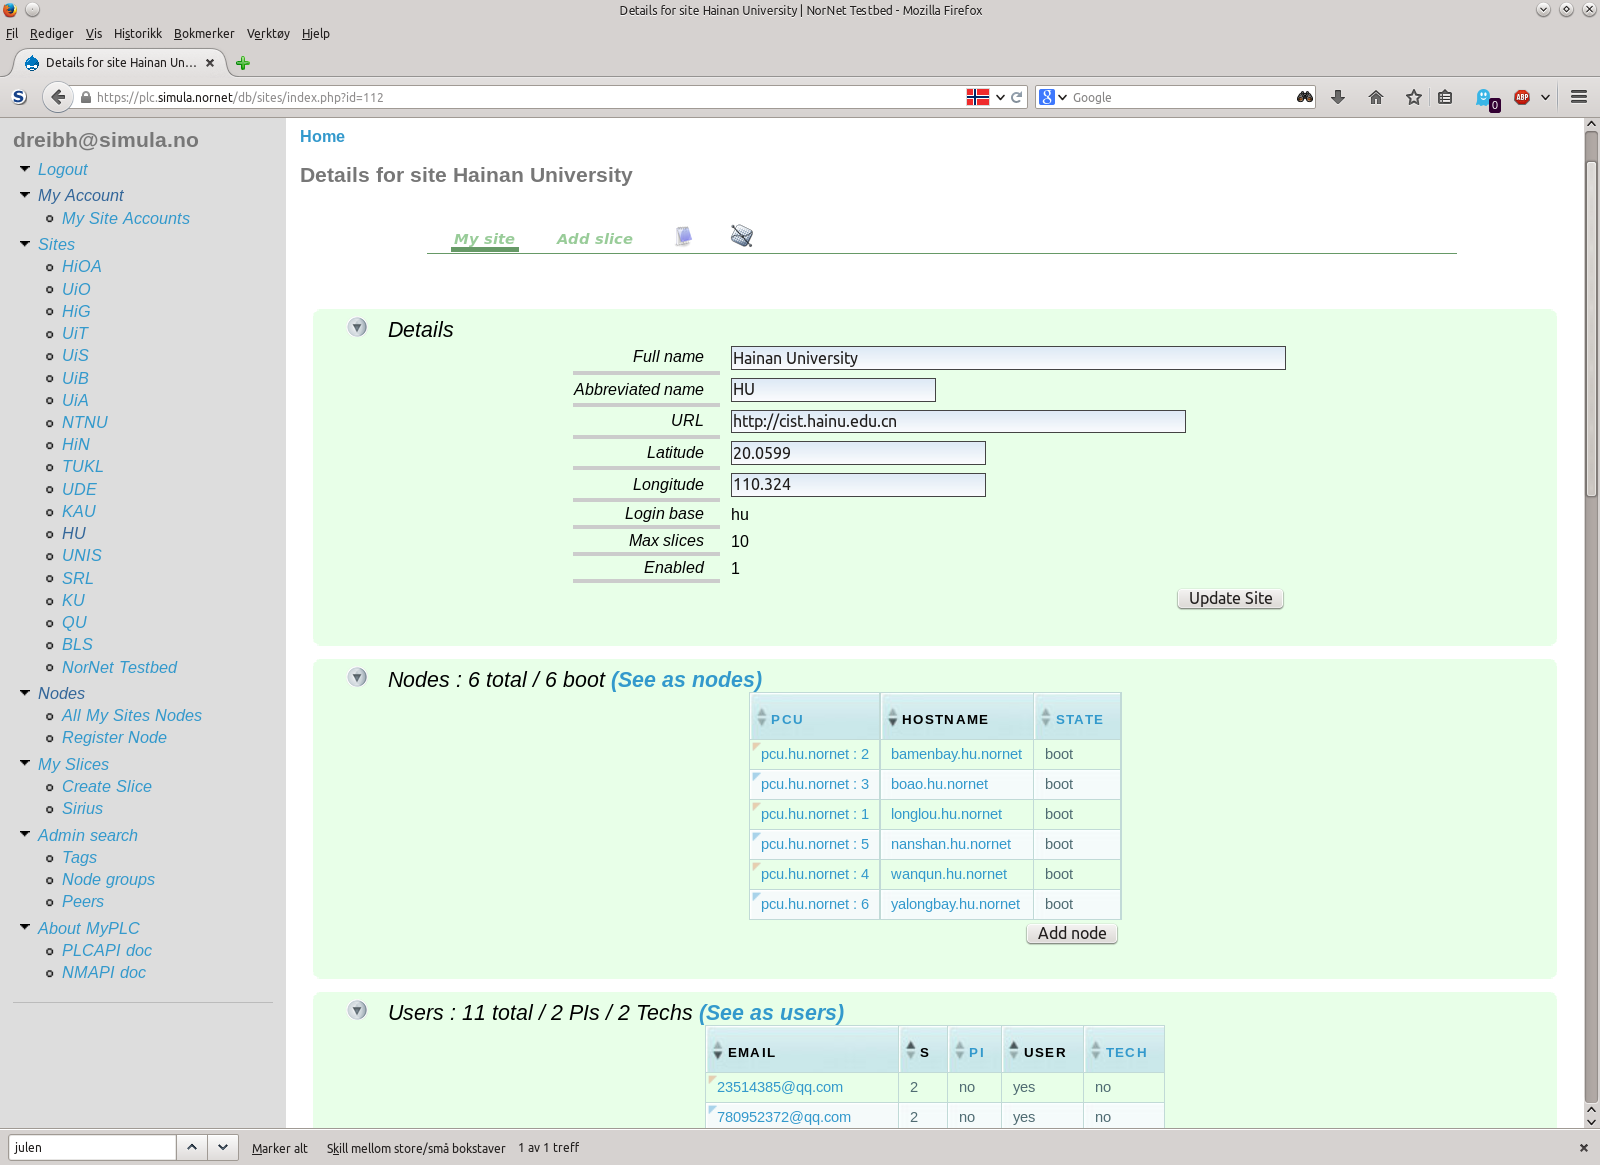 Details for site Hainan University | NorNet Testbed - Mozilla Firefox
Fil Rediger Vis Historikk Bokmerker Verktøy Hjelp
Details for site Hainan Un...
https://plc.simula.nornet/db/sites/index.php?id=112
Google
0
ABP
dreibh@simula.no
Logout
My Account
My Site Accounts
Sites
HiOA
UiO
HiG
UiT
UiS
UiB
UiA
NTNU
HiN
TUKL
UDE
KAU
HU
UNIS
SRL
KU
QU
BLS
NorNet Testbed
Nodes
All My Sites Nodes
Register Node
My Slices
Create Slice
Sirius
Admin search
Tags
Node groups
Peers
About MyPLC
PLCAPI doc
NMAPI doc
Home
Details for site Hainan University
My site Add slice
Details
Full name Hainan University
Abbreviated name HU
URL http://cist.hainu.edu.cn
Latitude 20.0599
Longitude 110.324
Login base hu
Max slices 10
Enabled 1
Update Site
Nodes : 6 total / 6 boot (See as nodes)
PCU HOSTNAME STATE
pcu.hu.nornet : 2 bamenbay.hu.nornet boot
pcu.hu.nornet : 3 boao.hu.nornet boot
pcu.hu.nornet : 1 longlou.hu.nornet boot
pcu.hu.nornet : 5 nanshan.hu.nornet boot
pcu.hu.nornet : 4 wanqun.hu.nornet boot
pcu.hu.nornet : 6 yalongbay.hu.nornet boot
Add node
Users : 11 total / 2 PIs / 2 Techs (See as users)
EMAIL S PI USER TECH
23514385@qq.com 2 no yes no
780952372@qq.com 2 no yes no
julen Marker alt Skill mellom store/små bokstaver 1 av 1 treff